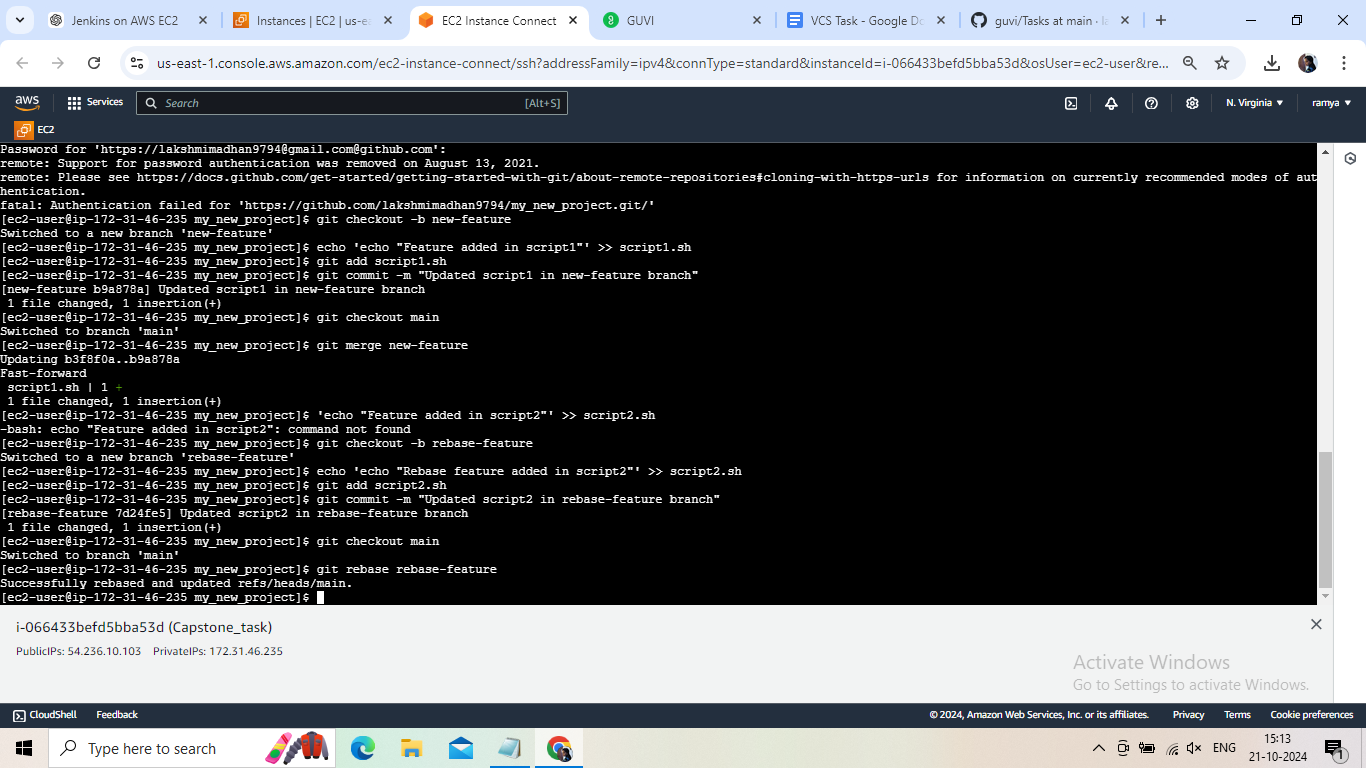 Jenkins on AWS EC2
Instances | EC2 | us-ea
EC2 Instance Connect
GUVI
VCS Task - Google Do
guvi/Tasks at main · la
us-east-1.console.aws.amazon.com/ec2-instance-connect/ssh?addressFamily=ipv4&connType=standard&instanceId=i-066433befd5bba53d&osUser=ec2-user&re...
aws
Services
Search
[Alt+S]
N. Virginia
ramya
EC2
Password for 'https://lakshmimadhan9794@gmail.com@github.com':
remote: Support for password authentication was removed on August 13, 2021.
remote: Please see https://docs.github.com/get-started/getting-started-with-git/about-remote-repositories#cloning-with-https-urls for information on currently recommended modes of aut
hentication.
fatal: Authentication failed for 'https://github.com/lakshmimadhan9794/my_new_project.git/'
[ec2-user@ip-172-31-46-235 my_new_project]$ git checkout -b new-feature
Switched to a new branch 'new-feature'
[ec2-user@ip-172-31-46-235 my_new_project]$ echo 'echo "Feature added in script1"' >> script1.sh
[ec2-user@ip-172-31-46-235 my_new_project]$ git add script1.sh
[ec2-user@ip-172-31-46-235 my_new_project]$ git commit -m "Updated script1 in new-feature branch"
[new-feature b9a878a] Updated script1 in new-feature branch
 1 file changed, 1 insertion(+)
[ec2-user@ip-172-31-46-235 my_new_project]$ git checkout main
Switched to branch 'main'
[ec2-user@ip-172-31-46-235 my_new_project]$ git merge new-feature
Updating b3f8f0a..b9a878a
Fast-forward
 script1.sh | 1 +
 1 file changed, 1 insertion(+)
[ec2-user@ip-172-31-46-235 my_new_project]$ 'echo "Feature added in script2"' >> script2.sh
-bash: echo "Feature added in script2": command not found
[ec2-user@ip-172-31-46-235 my_new_project]$ git checkout -b rebase-feature
Switched to a new branch 'rebase-feature'
[ec2-user@ip-172-31-46-235 my_new_project]$ echo 'echo "Rebase feature added in script2"' >> script2.sh
[ec2-user@ip-172-31-46-235 my_new_project]$ git add script2.sh
[ec2-user@ip-172-31-46-235 my_new_project]$ git commit -m "Updated script2 in rebase-feature branch"
[rebase-feature 7d24fe5] Updated script2 in rebase-feature branch
 1 file changed, 1 insertion(+)
[ec2-user@ip-172-31-46-235 my_new_project]$ git checkout main
Switched to branch 'main'
[ec2-user@ip-172-31-46-235 my_new_project]$ git rebase rebase-feature
Successfully rebased and updated refs/heads/main.
[ec2-user@ip-172-31-46-235 my_new_project]$
i-066433befd5bba53d (Capstone_task)
PublicIPs: 54.236.10.103 PrivateIPs: 172.31.46.235
Activate Windows
Go to Settings to activate Windows.
CloudShell
Feedback
© 2024, Amazon Web Services, Inc. or its affiliates.
Privacy
Terms
Cookie preferences
Type here to search
ENG
15:13
21-10-2024
1